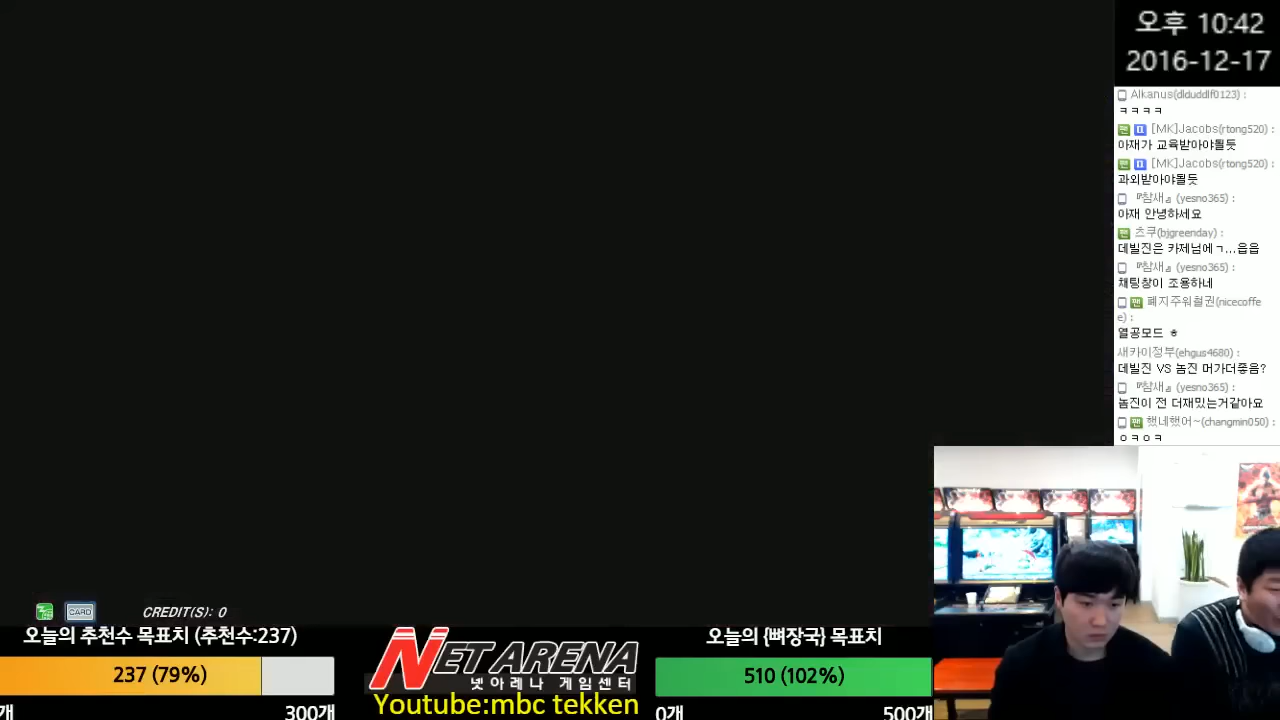 오후 10:42
2016-12-17
Alkanus(dlduddlf0123) :
ㅋㅋㅋㅋ
팬 [MK]Jacobs(rtong520) :
아재가 교육받아야될듯
팬 [MK]Jacobs(rtong520) :
과외받아야될듯
『참새』(yesno365) :
아재 안녕하세요
팬 츠쿠(bjgreenday) :
데빌진은 카제님에ㄱ...읍읍
『참새』(yesno365) :
채팅창이 조용하네
팬 폐지주워철권(nicecoffe
e) :
열공모드 ㅎ
새카이정부(ehgus4680) :
데빌진 VS 놈진 머가더좋음?
『참새』(yesno365) :
놈진이 전 더재밌는거같아요
팬 했네했어~(changmin050) :
ㅇㅋㅇㅋ
CARD CREDIT(S): 0
오늘의 추천수 목표치 (추천수:237)
237 (79%)
개 300개
NET ARENA
넷아레나 게임센터
Youtube:mbc tekken
오늘의 {뼈장국} 목표치
510 (102%)
0개 500개